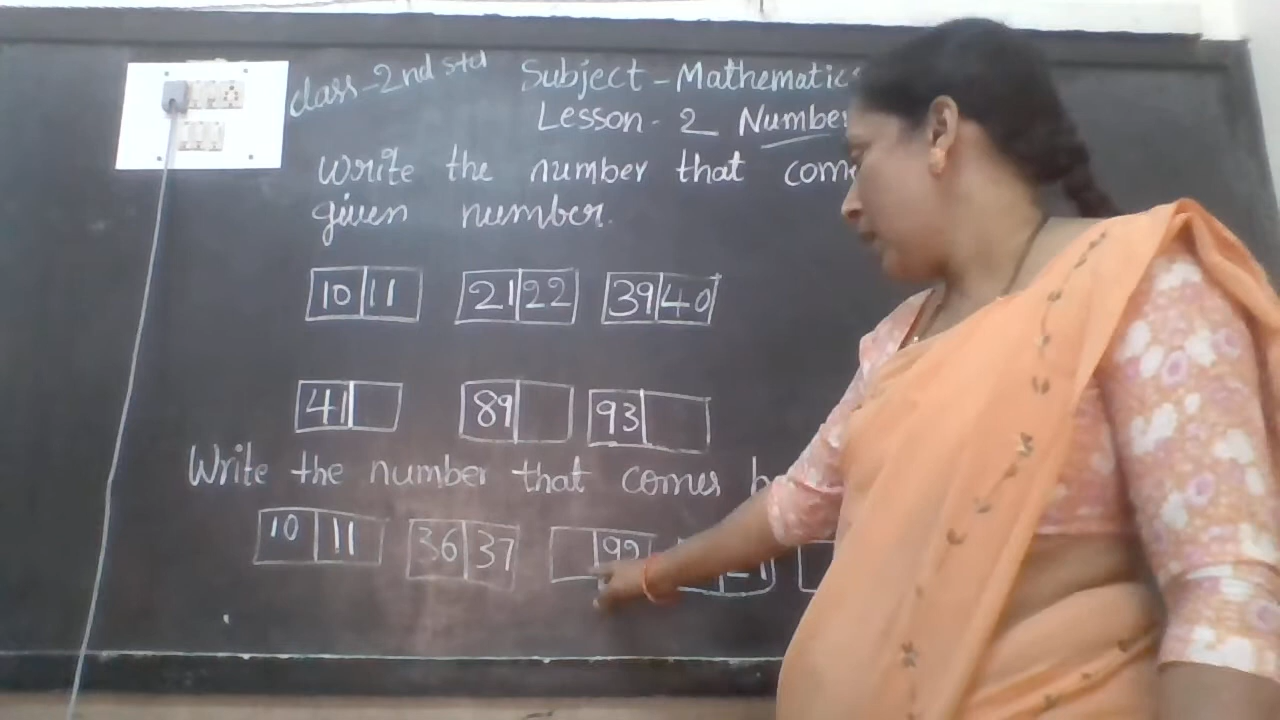 class-2nd std
Subject - Mathematics
Lesson - 2 Number
Write the number that come
given number.
10 11 21 22 39 40
41 89 93
Write the number that comes
10 11 36 37 99